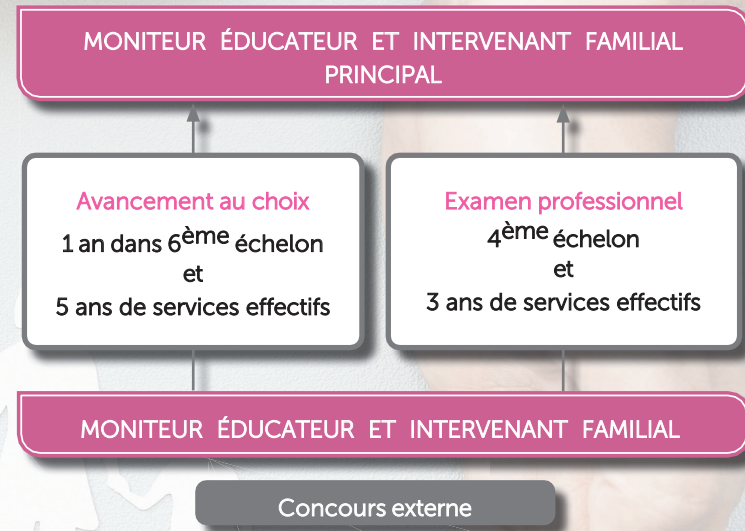 MONITEUR ÉDUCATEUR ET INTERVENANT FAMILIAL
PRINCIPAL
Avancement au choix
1 an dans 6ème échelon
et
5 ans de services effectifs
Examen professionnel
4ème échelon
et
3 ans de services effectifs
MONITEUR ÉDUCATEUR ET INTERVENANT FAMILIAL
Concours externe